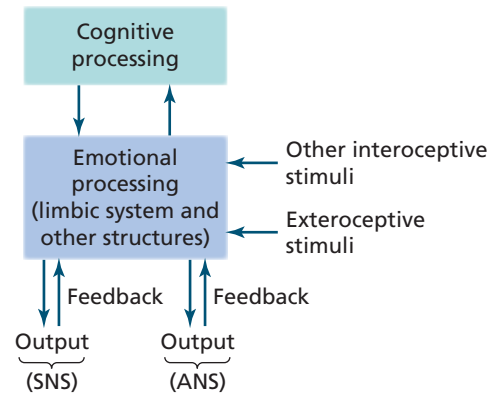 Cognitive
processing
Emotional
processing
(limbic system and
other structures)
Other interoceptive
stimuli
Exteroceptive
stimuli
Feedback
Feedback
Output
(SNS)
Output
(ANS)